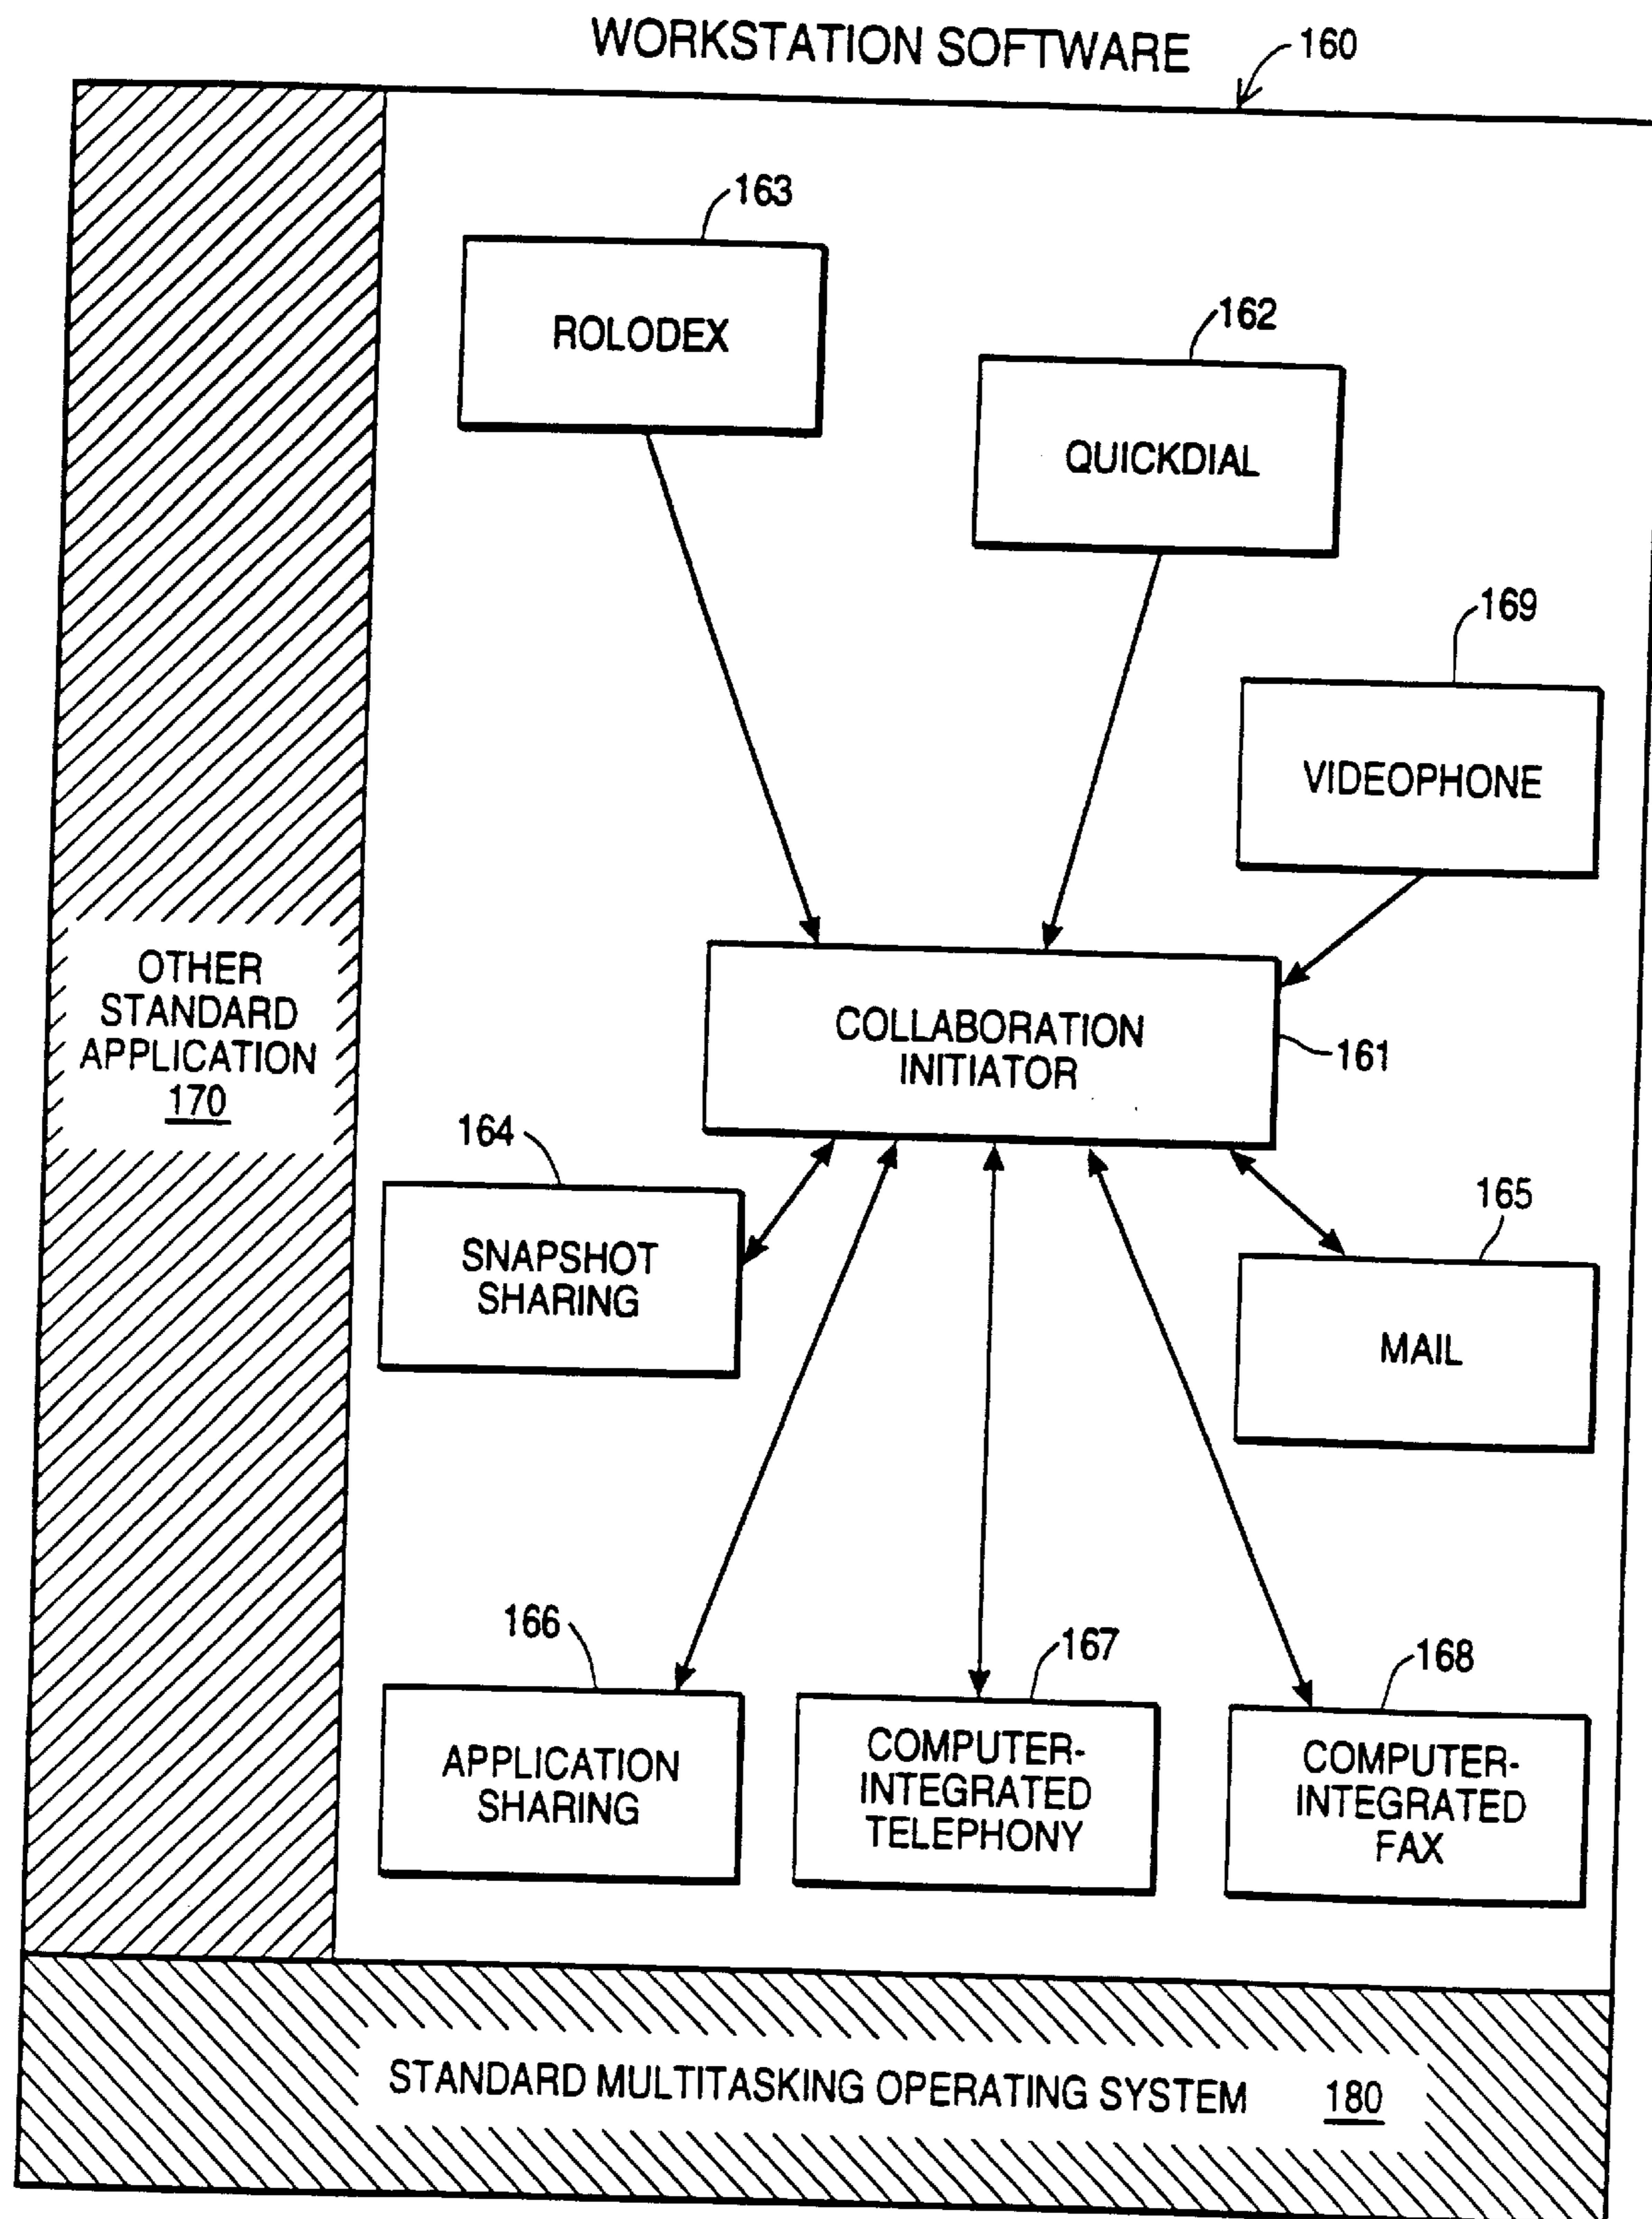 WORKSTATION SOFTWARE
160
163
ROLODEX
162
QUICKDIAL
169
VIDEOPHONE
OTHER
STANDARD
APPLICATION
170
COLLABORATION
INITIATOR
161
164
SNAPSHOT
SHARING
165
MAIL
166
APPLICATION
SHARING
167
COMPUTER-
INTEGRATED
TELEPHONY
168
COMPUTER-
INTEGRATED
FAX
STANDARD MULTITASKING OPERATING SYSTEM 180